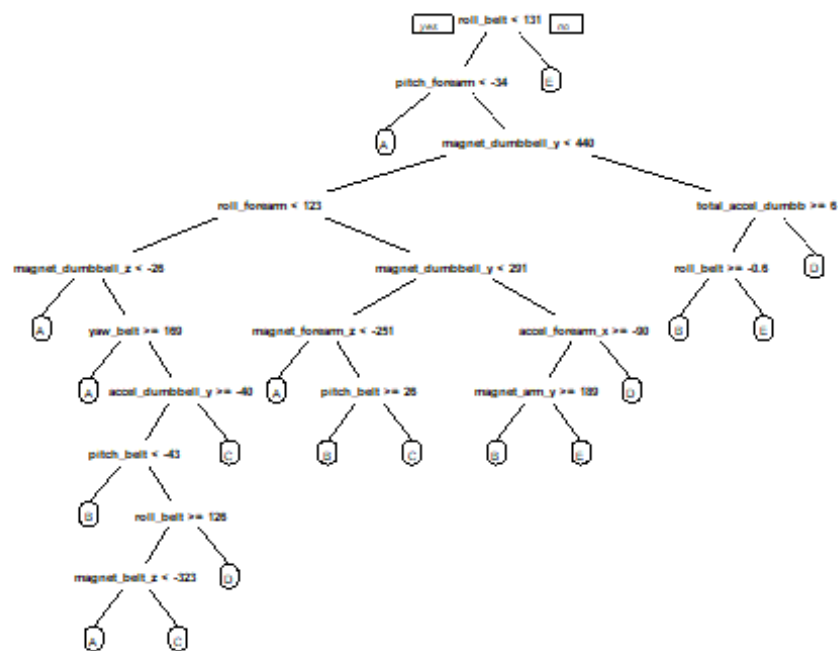 yes roll_belt < 131 no
pitch_forearm < -34 E
A
magnet_dumbbell_y < 440
roll_forearm < 123 total_accel_dumbb >= 6
magnet_dumbbell_z < -26 magnet_dumbbell_y < 291 roll_belt >= -0.6 D
A yaw_belt >= 169 magnet_forearm_z < -251 accel_forearm_x >= -90 B E
A accel_dumbbell_y >= -40 A pitch_belt >= 26 magnet_arm_y >= 189 D
pitch_belt < -43 C B C B E
B roll_belt >= 126
magnet_belt_z < -323 D
A C